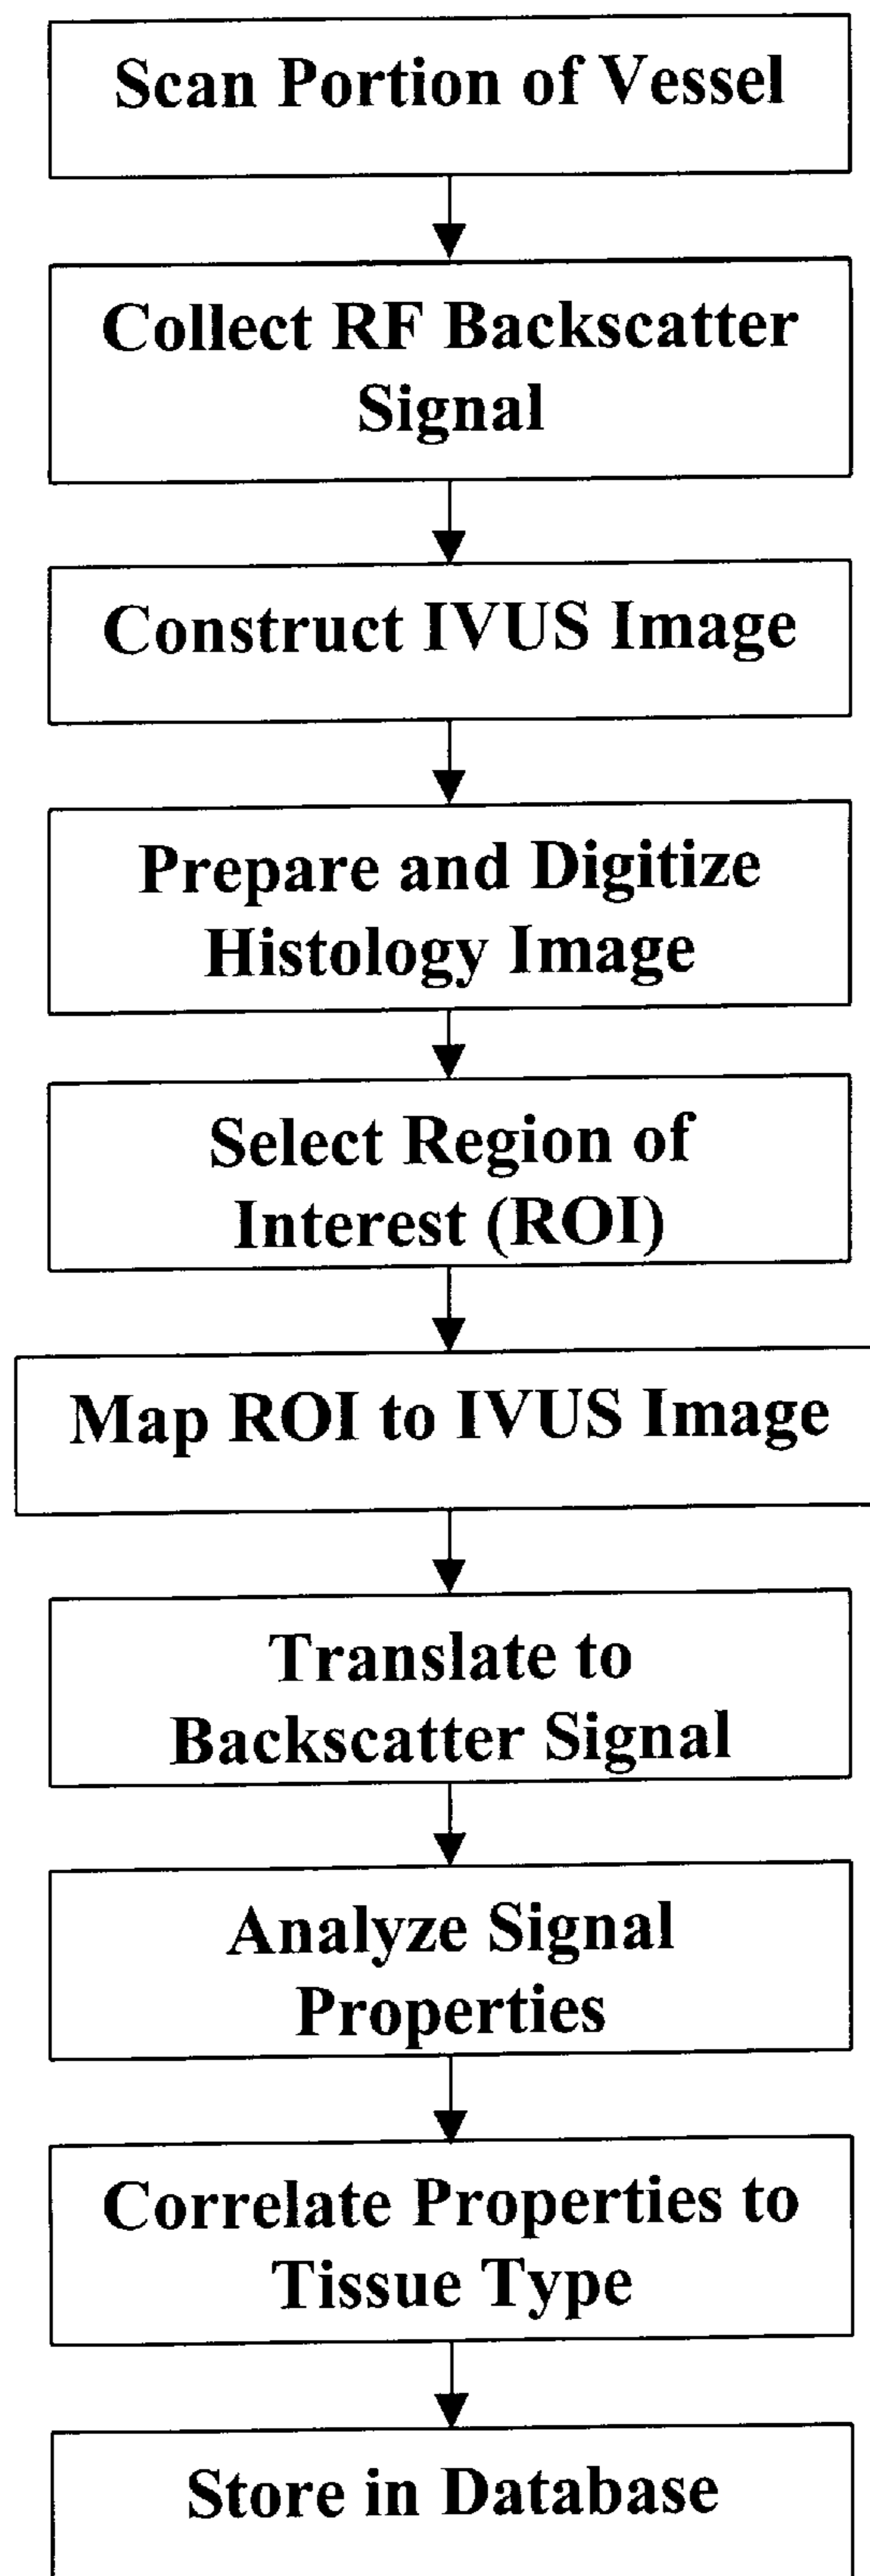 Scan Portion of Vessel
Collect RF Backscatter
Signal
Construct IVUS Image
Prepare and Digitize
Histology Image
Select Region of
Interest (ROI)
Map ROI to IVUS Image
Translate to
Backscatter Signal
Analyze Signal
Properties
Correlate Properties to
Tissue Type
Store in Database